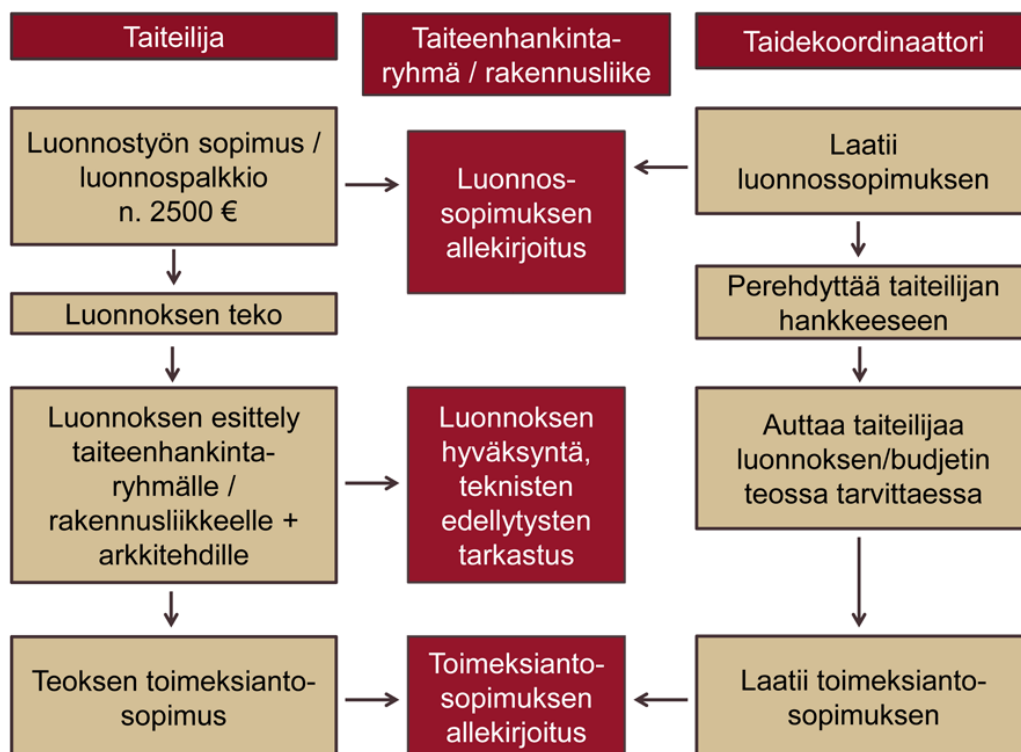 Taiteilija
Taiteenhankinta-
ryhmä / rakennusliike
Taidekoordinaattori
Luonnostyön sopimus /
luonnospalkkio
n. 2500 €
Luonnos-
sopimuksen
allekirjoitus
Laatii
luonnossopimuksen
Luonnoksen teko
Perehdyttää taiteilijan
hankkeeseen
Luonnoksen esittely
taiteenhankinta-
ryhmälle /
rakennusliikkeelle +
arkkitehdille
Luonnoksen
hyväksyntä,
teknisten
edellytysten
tarkastus
Auttaa taiteilijaa
luonnoksen/budjetin
teossa tarvittaessa
Teoksen toimeksianto-
sopimus
Toimeksianto-
sopimuksen
allekirjoitus
Laatii toimeksianto-
sopimuksen